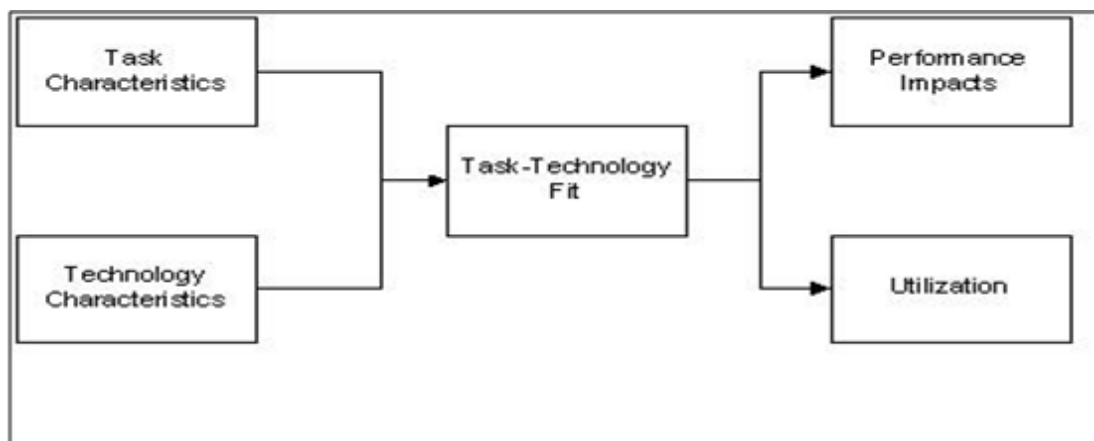 Task
Characteristics
Performance
Impacts
Task-Technology
Fit
Technology
Characteristics
Utilization